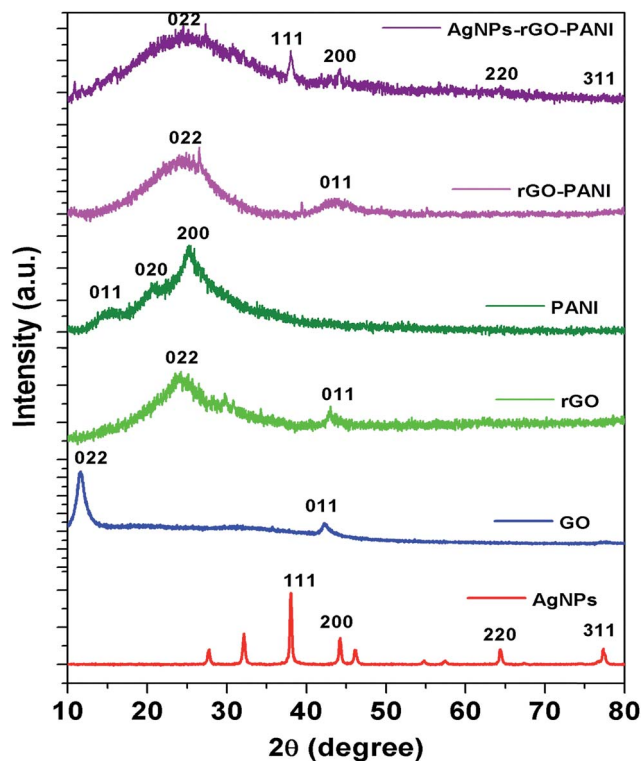 022
AgNPs-rGO-PANI
111
200
220
311
022
rGO-PANI
011
200
020
011
PANI
022
rGO
011
022
011
GO
111
AgNPs
200
220
311
10 20 30 40 50 60 70 80
2θ (degree)
Intensity (a.u.)